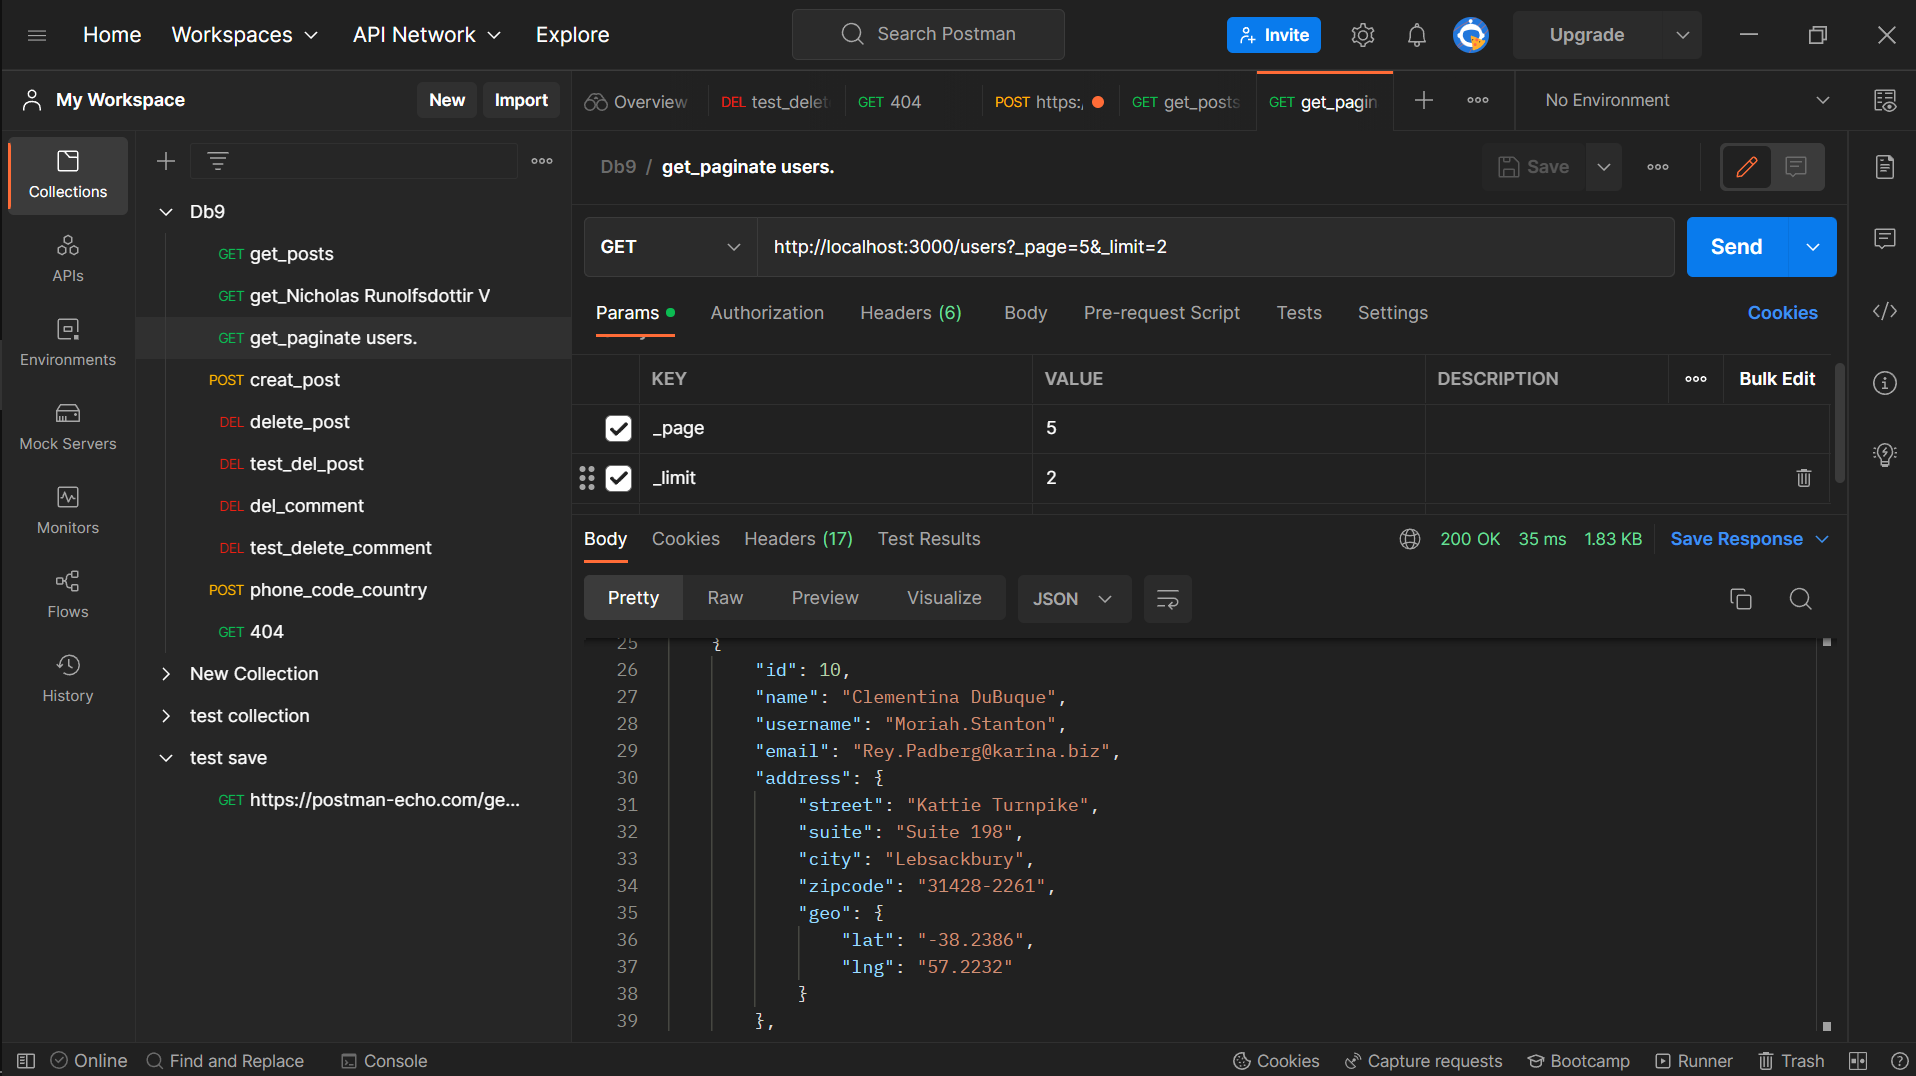 Home Workspaces API Network Explore Search Postman Invite Upgrade
My Workspace New Import Overview DEL test_delet GET 404 POST https:/ GET get_posts GET get_pagin No Environment
Collections
APIs
Environments
Mock Servers
Monitors
Flows
History
Db9
GET get_posts
GET get_Nicholas Runolfsdottir V
GET get_paginate users.
POST creat_post
DEL delete_post
DEL test_del_post
DEL del_comment
DEL test_delete_comment
POST phone_code_country
GET 404
New Collection
test collection
test save
GET https://postman-echo.com/ge...
Db9 / get_paginate users. Save
GET http://localhost:3000/users?_page=5&_limit=2 Send
Params Authorization Headers (6) Body Pre-request Script Tests Settings Cookies
KEY VALUE DESCRIPTION Bulk Edit
_page 5
_limit 2
Body Cookies Headers (17) Test Results 200 OK 35 ms 1.83 KB Save Response
Pretty Raw Preview Visualize JSON
25 {
26 "id": 10,
27 "name": "Clementina DuBuque",
28 "username": "Moriah.Stanton",
29 "email": "Rey.Padberg@karina.biz",
30 "address": {
31 "street": "Kattie Turnpike",
32 "suite": "Suite 198",
33 "city": "Lebsackbury",
34 "zipcode": "31428-2261",
35 "geo": {
36 "lat": "-38.2386",
37 "lng": "57.2232"
38 }
39 },
Online Find and Replace Console Cookies Capture requests Bootcamp Runner Trash